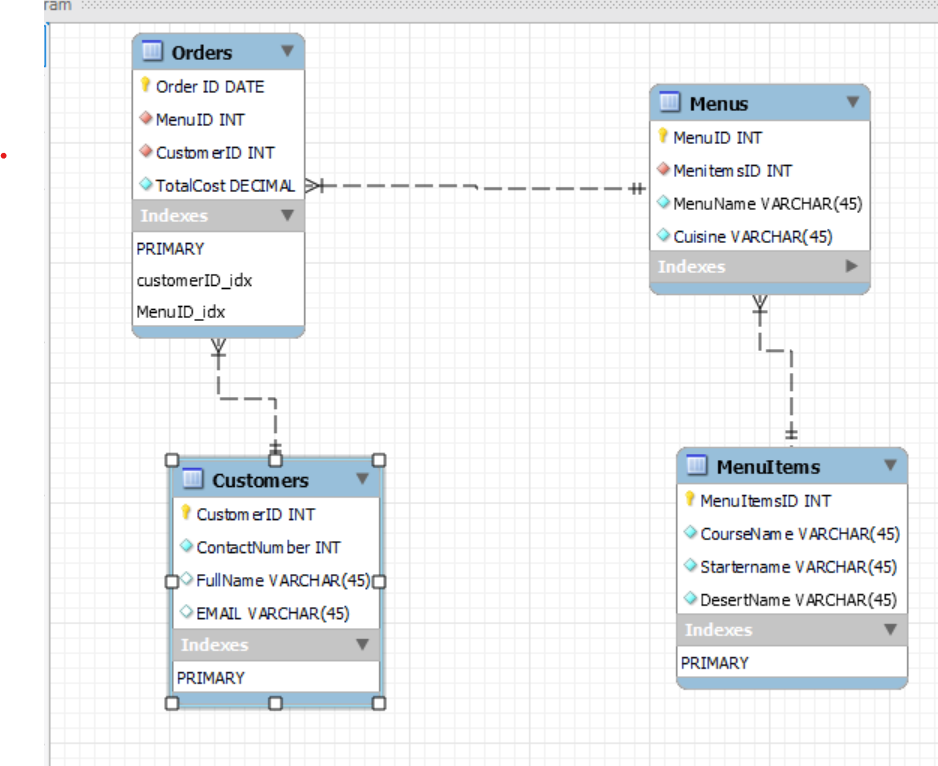 ram
Orders
Order ID DATE
MenuID INT
CustomerID INT
TotalCost DECIMAL
Indexes
PRIMARY
customerID_idx
MenuID_idx
Menus
MenuID INT
MenitemsID INT
MenuName VARCHAR(45)
Cuisine VARCHAR(45)
Indexes
Customers
CustomerID INT
ContactNumber INT
FullName VARCHAR(45)
EMAIL VARCHAR(45)
Indexes
PRIMARY
MenuItems
MenuItemsID INT
CourseName VARCHAR(45)
Startername VARCHAR(45)
DesertName VARCHAR(45)
Indexes
PRIMARY